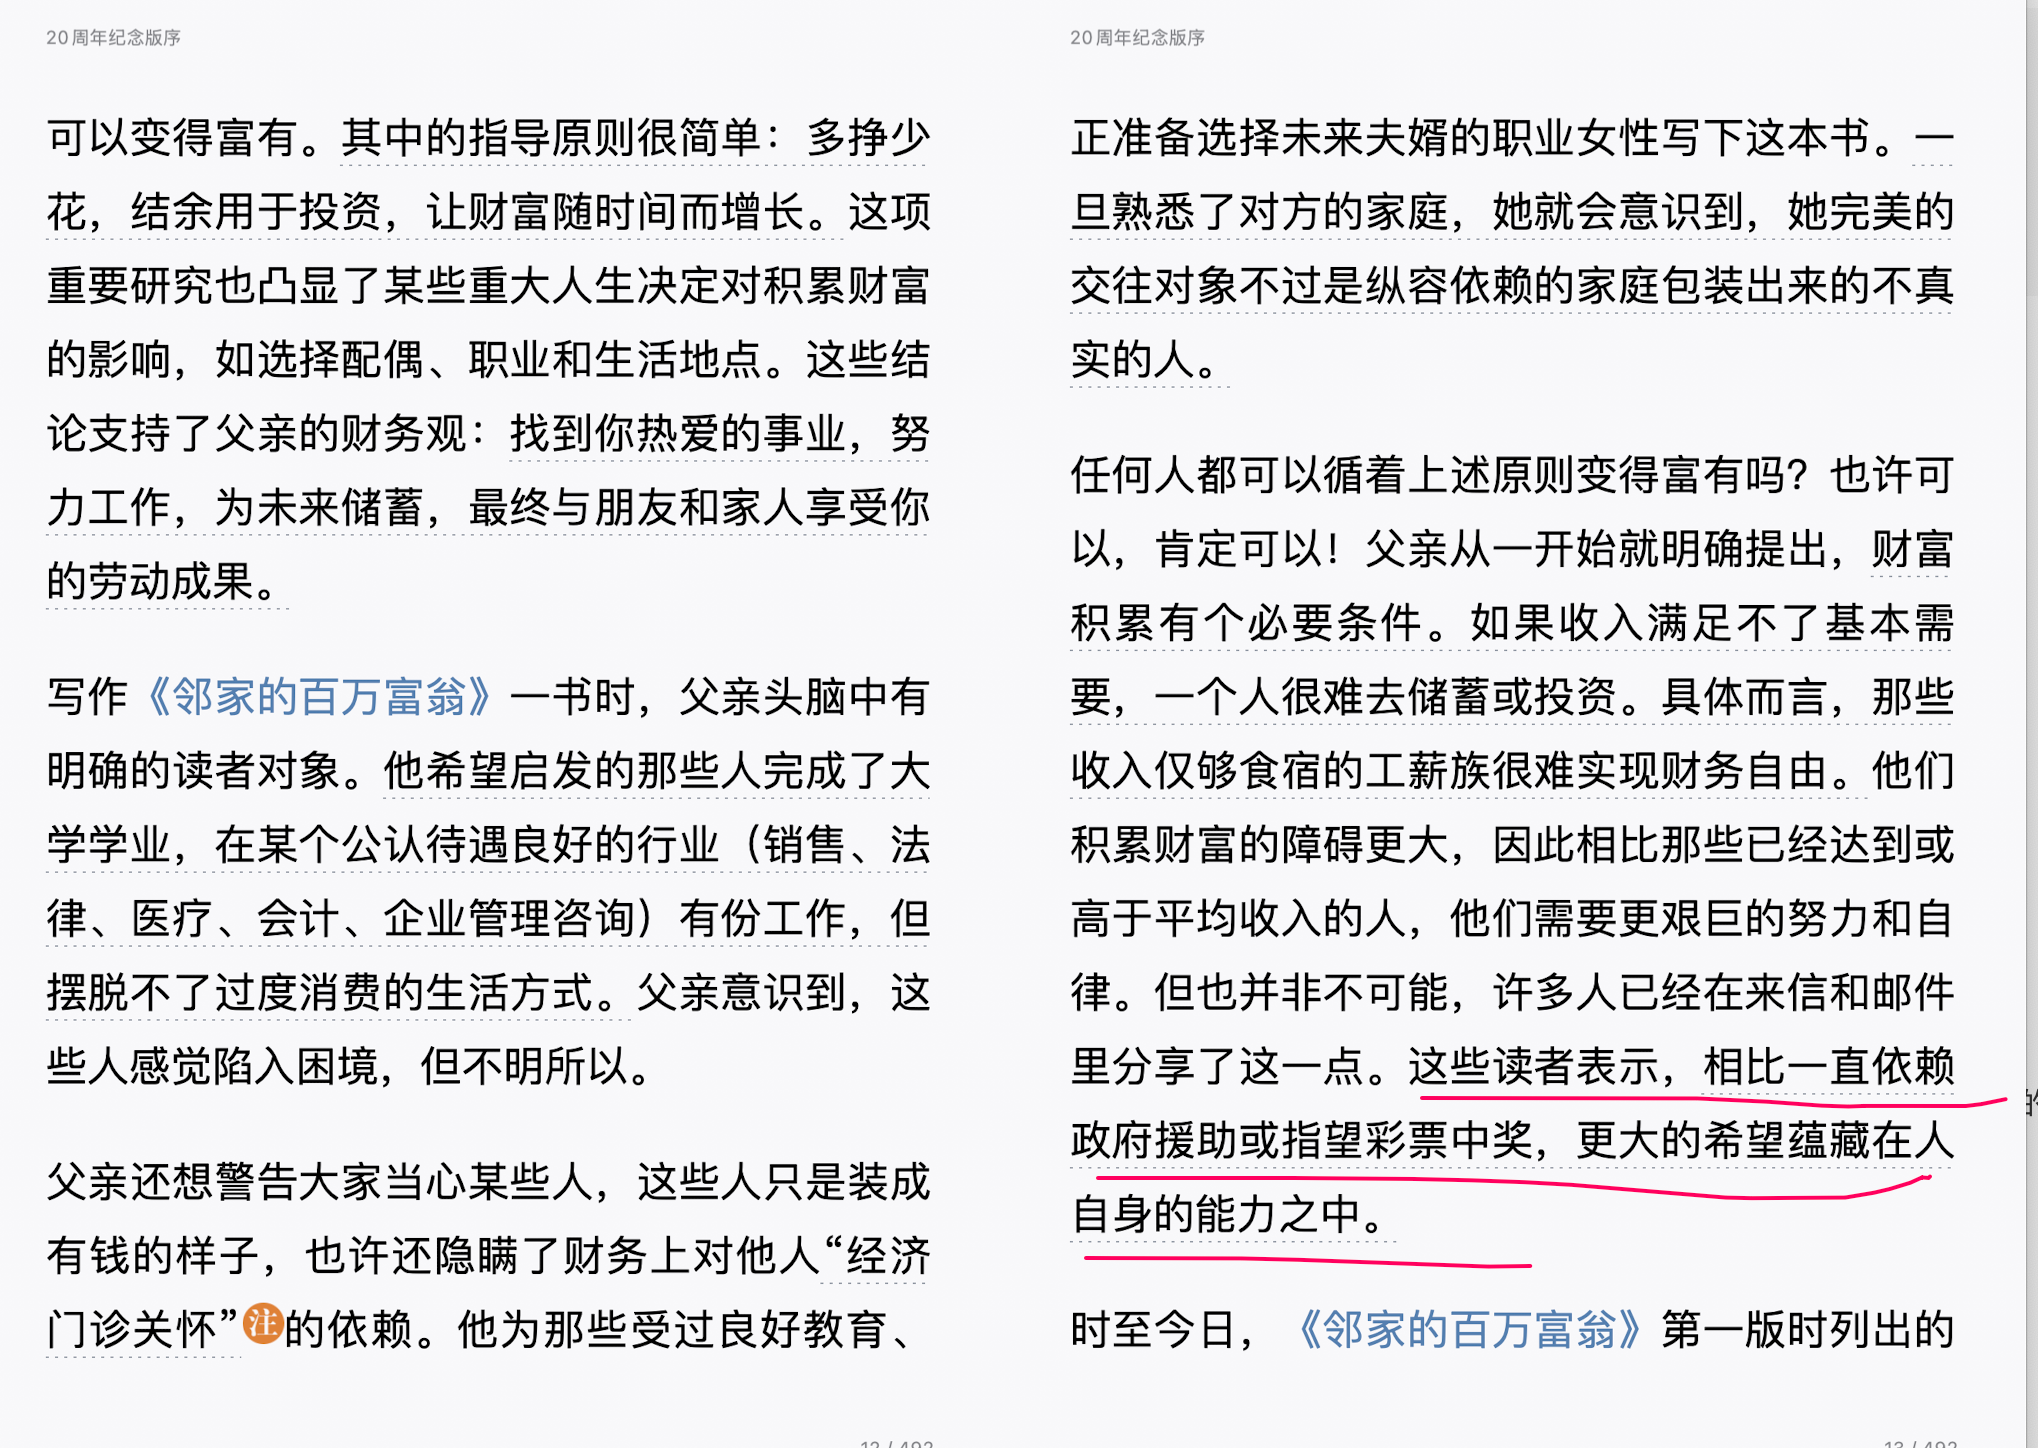 20周年纪念版序
可以变得富有。其中的指导原则很简单：多挣少
花，结余用于投资，让财富随时间而增长。这项
重要研究也凸显了某些重大人生决定对积累财富
的影响，如选择配偶、职业和生活地点。这些结
论支持了父亲的财务观：找到你热爱的事业，努
力工作，为未来储蓄，最终与朋友和家人享受你
的劳动成果。
写作《邻家的百万富翁》一书时，父亲头脑中有
明确的读者对象。他希望启发的那些人完成了大
学学业，在某个公认待遇良好的行业（销售、法
律、医疗、会计、企业管理咨询）有份工作，但
摆脱不了过度消费的生活方式。父亲意识到，这
些人感觉陷入困境，但不明所以。
父亲还想警告大家当心某些人，这些人只是装成
有钱的样子，也许还隐瞒了财务上对他人“经济
门诊关怀”注的依赖。他为那些受过良好教育、
12 / 492
20周年纪念版序
正准备选择未来夫婿的职业女性写下这本书。一
旦熟悉了对方的家庭，她就会意识到，她完美的
交往对象不过是纵容依赖的家庭包装出来的不真
实的人。
任何人都可以循着上述原则变得富有吗？也许可
以，肯定可以！父亲从一开始就明确提出，财富
积累有个必要条件。如果收入满足不了基本需
要，一个人很难去储蓄或投资。具体而言，那些
收入仅够食宿的工薪族很难实现财务自由。他们
积累财富的障碍更大，因此相比那些已经达到或
高于平均收入的人，他们需要更艰巨的努力和自
律。但也并非不可能，许多人已经在来信和邮件
里分享了这一点。这些读者表示，相比一直依赖
政府援助或指望彩票中奖，更大的希望蕴藏在人
自身的能力之中。
时至今日，《邻家的百万富翁》第一版时列出的
13 / 492